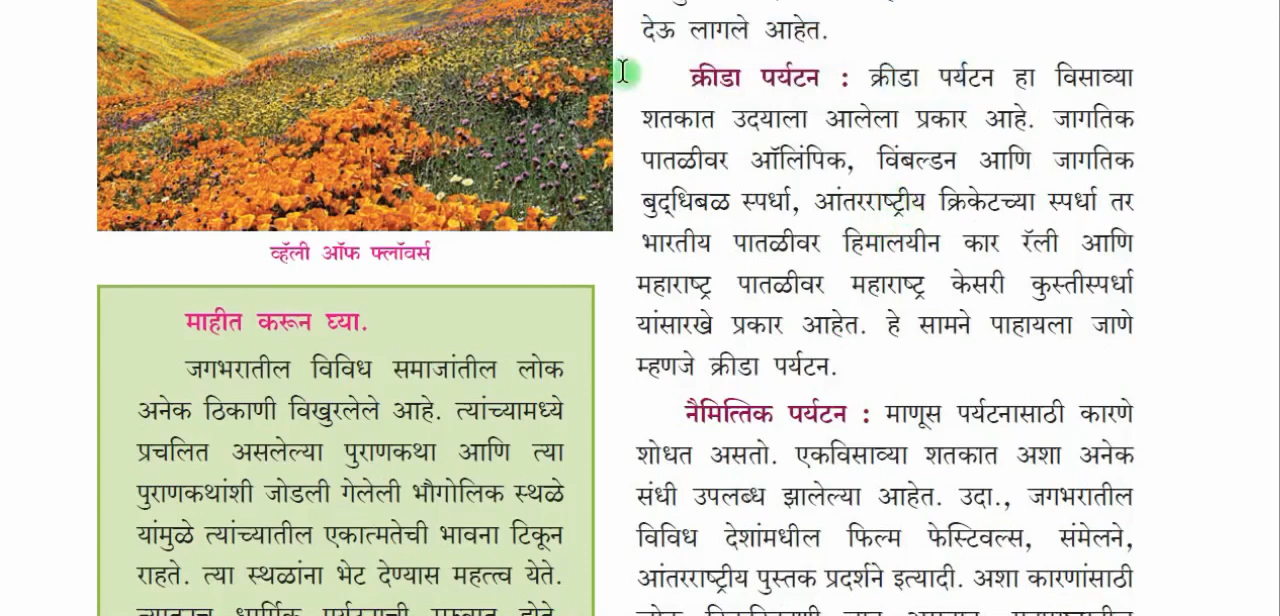 व्हॅली ऑफ फ्लॉवर्स
माहीत करून घ्या.
जगभरातील विविध समाजांतील लोक
अनेक ठिकाणी विखुरलेले आहे. त्यांच्यामध्ये
प्रचलित असलेल्या पुराणकथा आणि त्या
पुराणकथांशी जोडली गेलेली भौगोलिक स्थळे
यांमुळे त्यांच्यातील एकात्मतेची भावना टिकून
राहते. त्या स्थळांना भेट देण्यास महत्त्व येते.
देऊ लागले आहेत.
क्रीडा पर्यटन : क्रीडा पर्यटन हा विसाव्या
शतकात उदयाला आलेला प्रकार आहे. जागतिक
पातळीवर ऑलिंपिक, विंबल्डन आणि जागतिक
बुद्धिबळ स्पर्धा, आंतरराष्ट्रीय क्रिकेटच्या स्पर्धा तर
भारतीय पातळीवर हिमालयीन कार रॅली आणि
महाराष्ट्र पातळीवर महाराष्ट्र केसरी कुस्तीस्पर्धा
यांसारखे प्रकार आहेत. हे सामने पाहायला जाणे
म्हणजे क्रीडा पर्यटन.
नैमित्तिक पर्यटन : माणूस पर्यटनासाठी कारणे
शोधत असतो. एकविसाव्या शतकात अशा अनेक
संधी उपलब्ध झालेल्या आहेत. उदा., जगभरातील
विविध देशांमधील फिल्म फेस्टिवल्स, संमेलने,
आंतरराष्ट्रीय पुस्तक प्रदर्शने इत्यादी. अशा कारणांसाठी